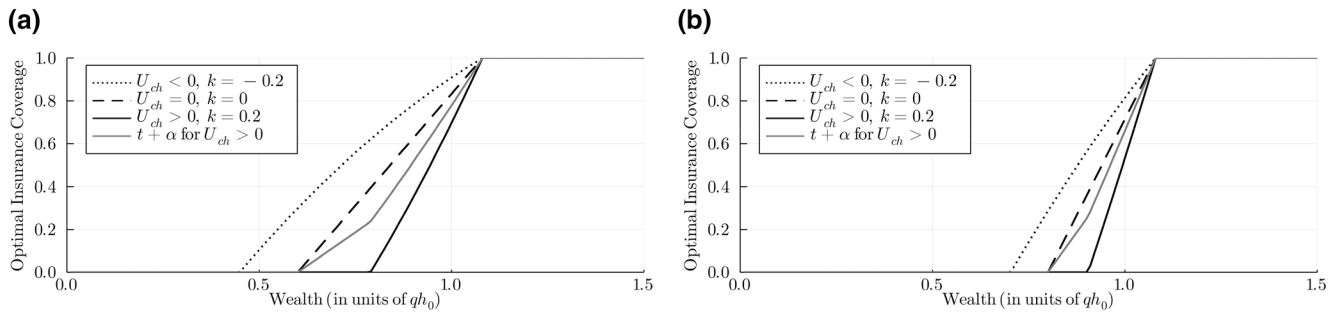 (a)
Optimal Insurance Coverage
1.0
0.8
0.6
0.4
0.2
0.0
U_ch < 0, k = − 0.2
U_ch = 0, k = 0
U_ch > 0, k = 0.2
t + α for U_ch > 0
0.0 0.5 1.0 1.5
Wealth (in units of qh_0)
(b)
Optimal Insurance Coverage
1.0
0.8
0.6
0.4
0.2
0.0
U_ch < 0, k = − 0.2
U_ch = 0, k = 0
U_ch > 0, k = 0.2
t + α for U_ch > 0
0.0 0.5 1.0 1.5
Wealth (in units of qh_0)